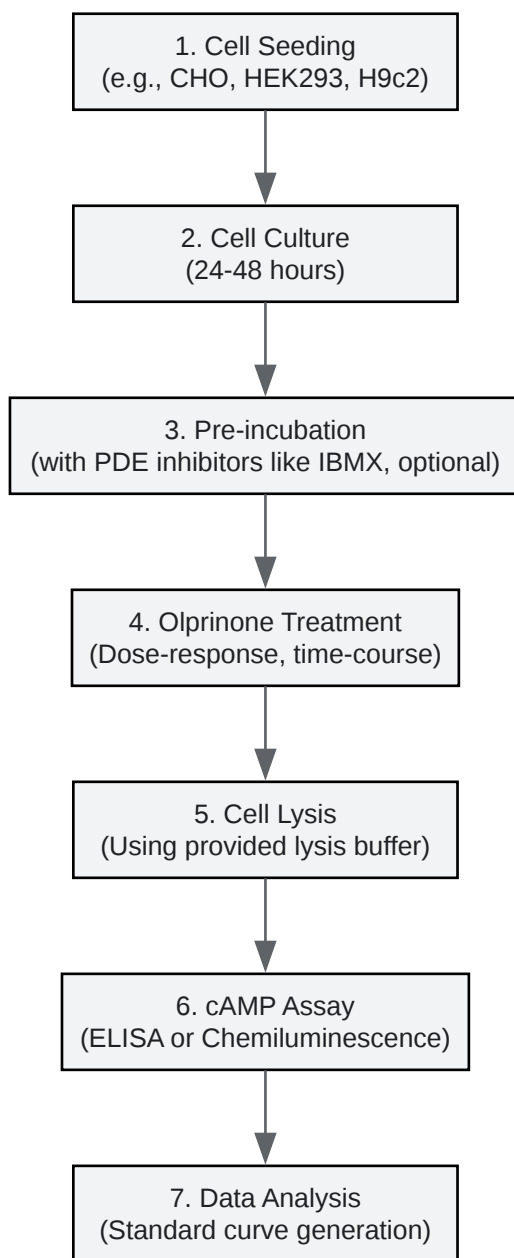 1. Cell Seeding
(e.g., CHO, HEK293, H9c2)
2. Cell Culture
(24-48 hours)
3. Pre-incubation
(with PDE inhibitors like IBMX, optional)
4. Olprinone Treatment
(Dose-response, time-course)
5. Cell Lysis
(Using provided lysis buffer)
6. cAMP Assay
(ELISA or Chemiluminescence)
7. Data Analysis
(Standard curve generation)